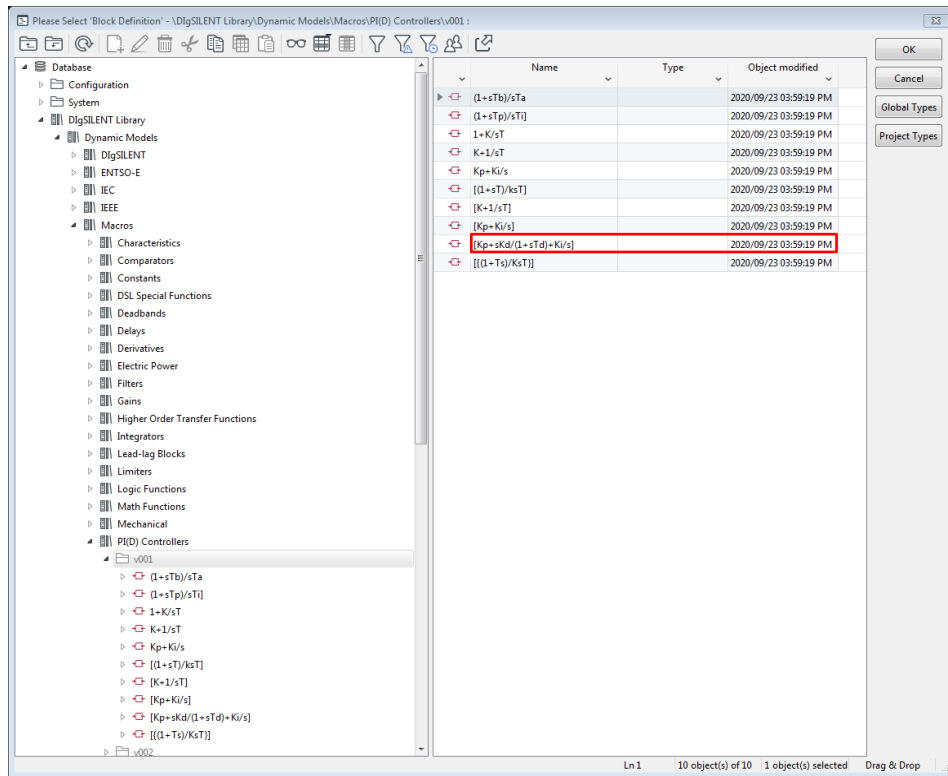 Please Select 'Block Definition' - \DIgSILENT Library\Dynamic Models\Macros\PI(D) Controllers\v001 :
OK
Cancel
Global Types
Project Types
Database
Configuration
System
DIgSILENT Library
Dynamic Models
DIgSILENT
ENTSO-E
IEC
IEEE
Macros
Characteristics
Comparators
Constants
DSL Special Functions
Deadbands
Delays
Derivatives
Electric Power
Filters
Gains
Higher Order Transfer Functions
Integrators
Lead-lag Blocks
Limiters
Logic Functions
Math Functions
Mechanical
PI(D) Controllers
v001
(1+sTb)/sTa
(1+sTp)/sTi]
1+K/sT
K+1/sT
Kp+Ki/s
[(1+sT)/ksT]
[K+1/sT]
[Kp+Ki/s]
[Kp+sKd/(1+sTd)+Ki/s]
[{(1+Ts)/KsT}]
v002
Name Type Object modified
(1+sTb)/sTa 2020/09/23 03:59:19 PM
(1+sTp)/sTi] 2020/09/23 03:59:19 PM
1+K/sT 2020/09/23 03:59:19 PM
K+1/sT 2020/09/23 03:59:19 PM
Kp+Ki/s 2020/09/23 03:59:19 PM
[(1+sT)/ksT] 2020/09/23 03:59:19 PM
[K+1/sT] 2020/09/23 03:59:19 PM
[Kp+Ki/s] 2020/09/23 03:59:19 PM
[Kp+sKd/(1+sTd)+Ki/s] 2020/09/23 03:59:19 PM
[{(1+Ts)/KsT}] 2020/09/23 03:59:19 PM
Ln 1 10 object(s) of 10 1 object(s) selected Drag & Drop